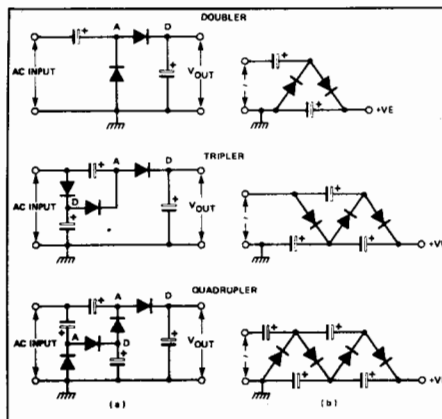 DOUBLER
A D
AC INPUT VOUT
+VE
TRIPLER
A D
AC INPUT D VOUT
+VE
QUADRUPLER
A D
AC INPUT A D VOUT
+VE
(a) (b)